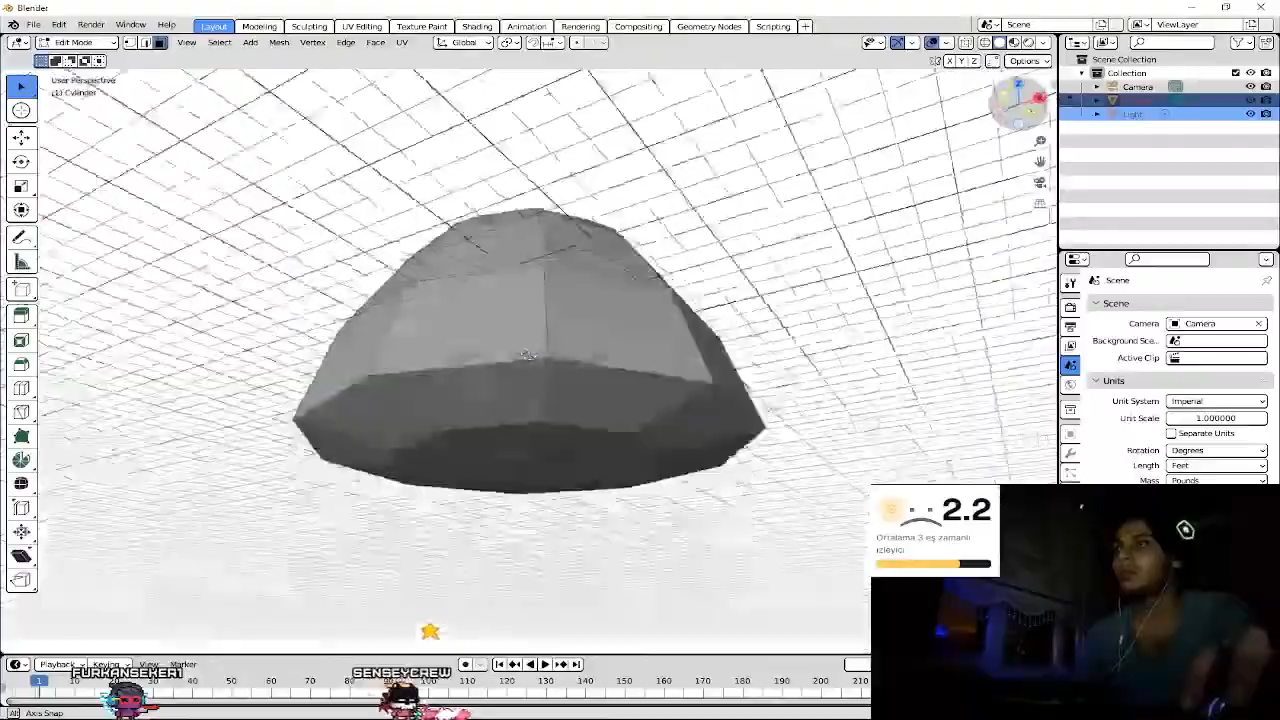 Blender
File Edit Render Window Help
Layout Modeling Sculpting UV Editing Texture Paint Shading Animation Rendering Compositing Geometry Nodes Scripting +
Scene
ViewLayer
Edit Mode View Select Add Mesh Vertex Edge Face UV
Global
X Y Z
Options
User Perspective
(1) Cylinder
Z
Scene Collection
Collection
Camera
Light
Scene
Scene
Camera Camera
Background Sce...
Active Clip
Units
Unit System Imperial
Unit Scale 1.000000
Separate Units
Rotation Degrees
Length Feet
Mass Pounds
2.2
Ortalama 3 eş zamanlı
izleyici
Playback Keying View Marker
FURKANSEKER1
SENSEYCREW
1 10 20 30 40 50 60 70 80 100 110 120 130 140 150 160 170 180 190 200 210
Axis Snap